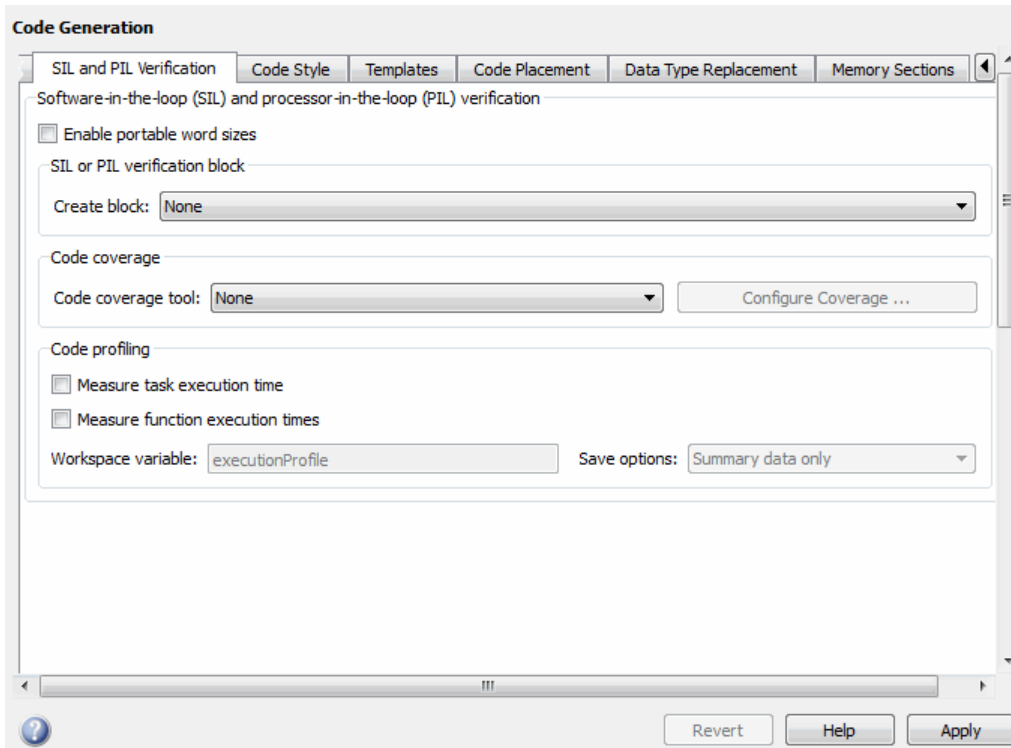 Code Generation
SIL and PIL Verification Code Style Templates Code Placement Data Type Replacement Memory Sections
Software-in-the-loop (SIL) and processor-in-the-loop (PIL) verification
Enable portable word sizes
SIL or PIL verification block
Create block: None
Code coverage
Code coverage tool: None Configure Coverage ...
Code profiling
Measure task execution time
Measure function execution times
Workspace variable: executionProfile Save options: Summary data only
Revert Help Apply